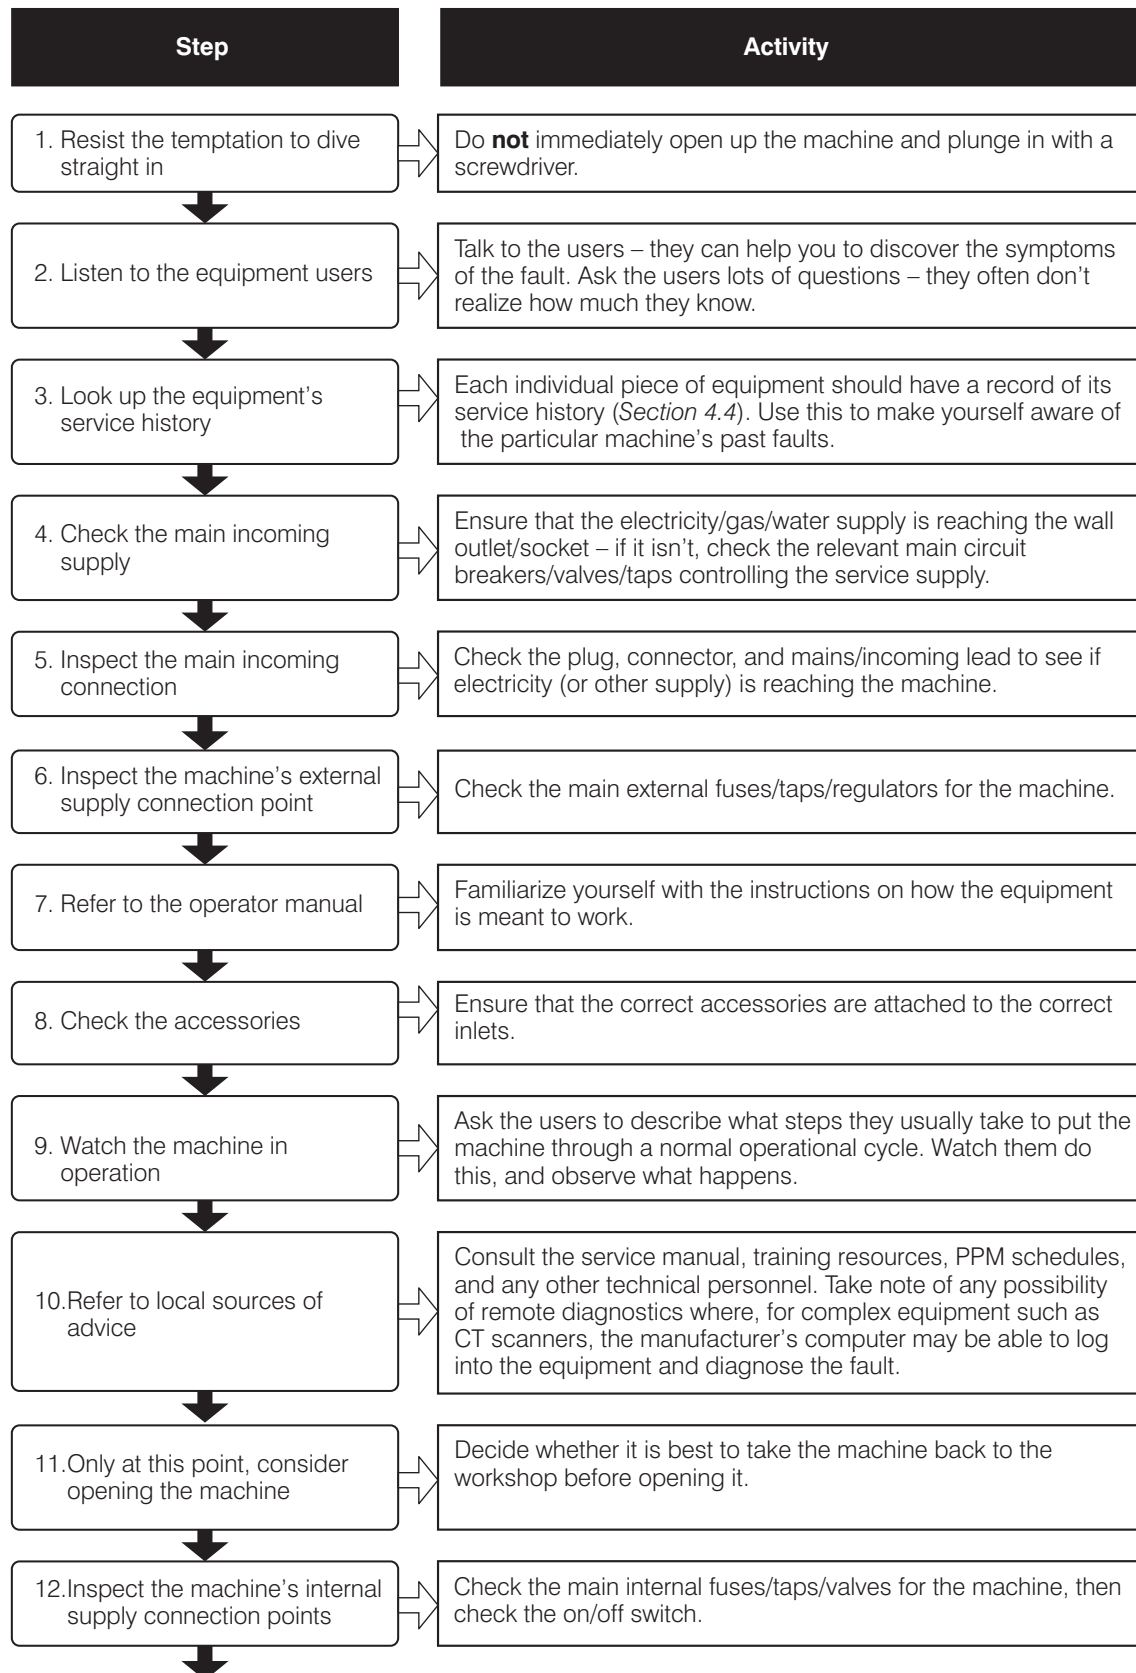 Step
Activity
1. Resist the temptation to dive
straight in
Do not immediately open up the machine and plunge in with a
screwdriver.
2. Listen to the equipment users
Talk to the users – they can help you to discover the symptoms
of the fault. Ask the users lots of questions – they often don't
realize how much they know.
3. Look up the equipment's
service history
Each individual piece of equipment should have a record of its
service history (Section 4.4). Use this to make yourself aware of
the particular machine's past faults.
4. Check the main incoming
supply
Ensure that the electricity/gas/water supply is reaching the wall
outlet/socket – if it isn't, check the relevant main circuit
breakers/valves/taps controlling the service supply.
5. Inspect the main incoming
connection
Check the plug, connector, and mains/incoming lead to see if
electricity (or other supply) is reaching the machine.
6. Inspect the machine's external
supply connection point
Check the main external fuses/taps/regulators for the machine.
7. Refer to the operator manual
Familiarize yourself with the instructions on how the equipment
is meant to work.
8. Check the accessories
Ensure that the correct accessories are attached to the correct
inlets.
9. Watch the machine in
operation
Ask the users to describe what steps they usually take to put the
machine through a normal operational cycle. Watch them do
this, and observe what happens.
10.Refer to local sources of
advice
Consult the service manual, training resources, PPM schedules,
and any other technical personnel. Take note of any possibility
of remote diagnostics where, for complex equipment such as
CT scanners, the manufacturer's computer may be able to log
into the equipment and diagnose the fault.
11.Only at this point, consider
opening the machine
Decide whether it is best to take the machine back to the
workshop before opening it.
12.Inspect the machine's internal
supply connection points
Check the main internal fuses/taps/valves for the machine, then
check the on/off switch.